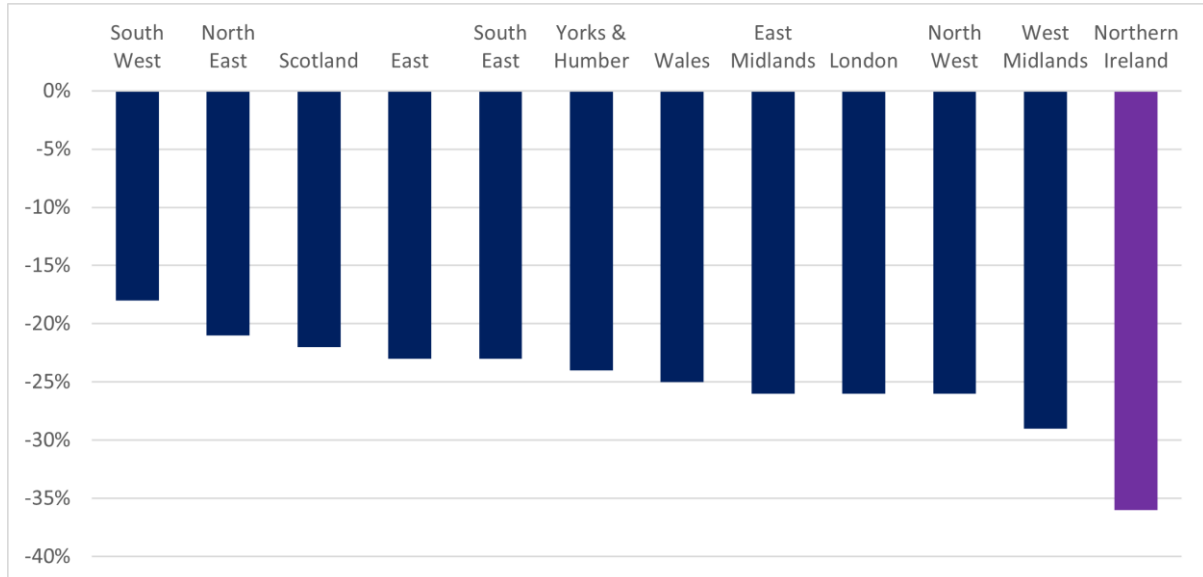 South West
North East
Scotland
East
South East
Yorks & Humber
Wales
East Midlands
London
North West
West Midlands
Northern Ireland
0%
-5%
-10%
-15%
-20%
-25%
-30%
-35%
-40%